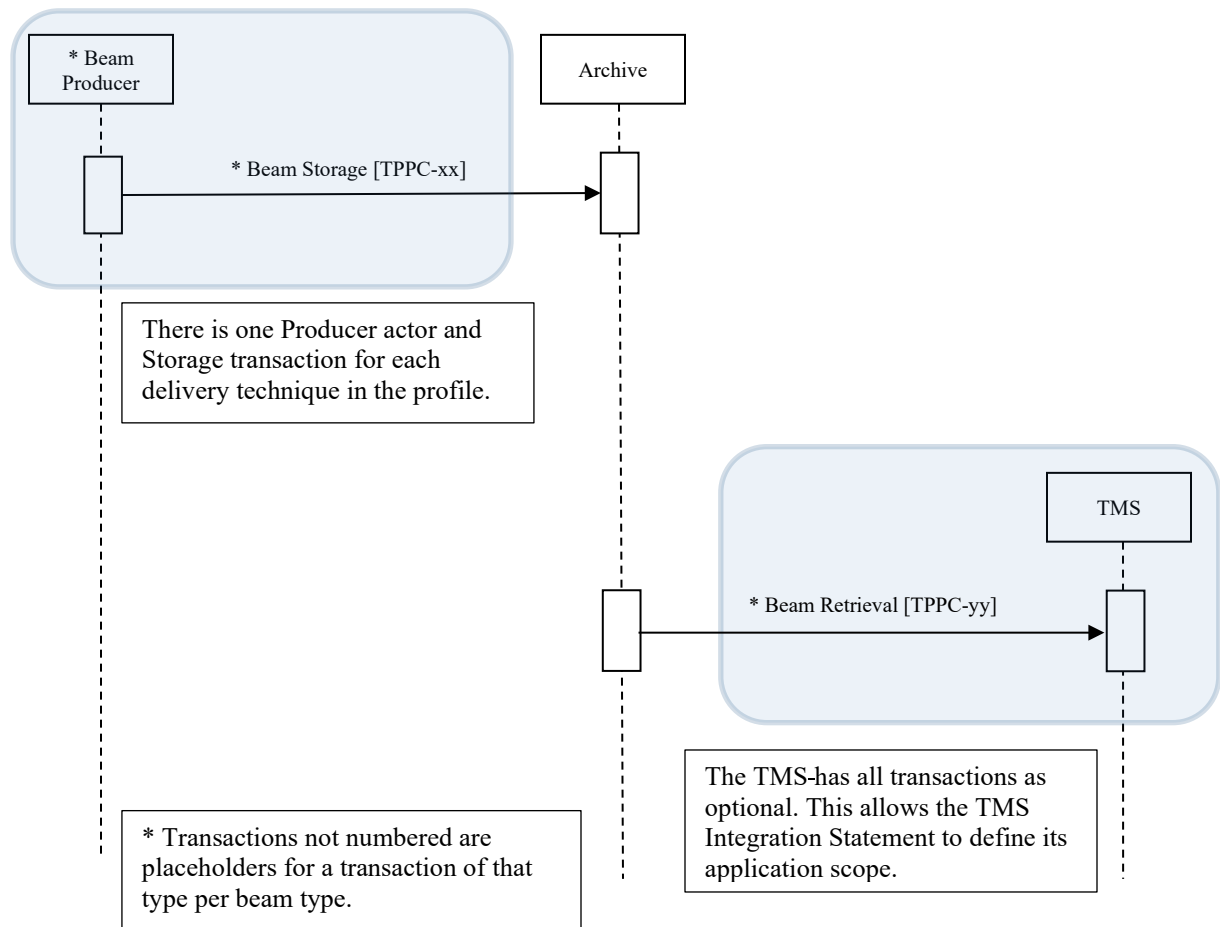 * Beam
Producer
Archive
* Beam Storage [TPPC-xx]
There is one Producer actor and
Storage transaction for each
delivery technique in the profile.
TMS
* Beam Retrieval [TPPC-yy]
The TMS-has all transactions as
optional. This allows the TMS
Integration Statement to define its
application scope.
* Transactions not numbered are
placeholders for a transaction of that
type per beam type.